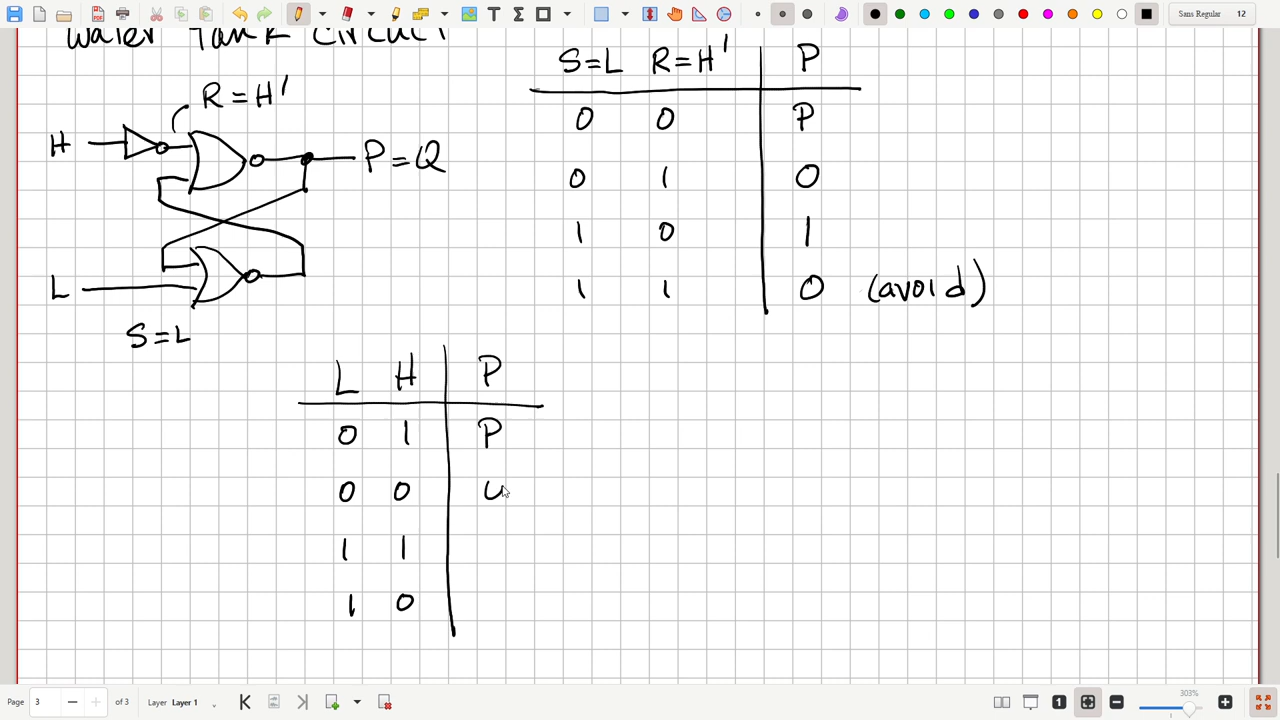 Sans Regular 12
Water Tank Circuit
R = H'
H
P = Q
L
S = L
S=L R=H' P
0 0 P
0 1 0
1 0 1
1 1 0 (avoid)
L H P
0 1 P
0 0
1 1
1 0
Page 3 of 3 Layer Layer 1 303%